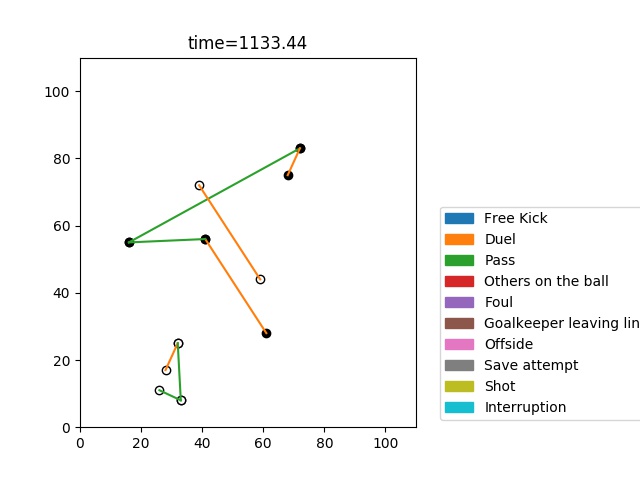 time=1133.44
100
80
60
40
20
0
0 20 40 60 80 100
Free Kick
Duel
Pass
Others on the ball
Foul
Goalkeeper leaving lin
Offside
Save attempt
Shot
Interruption